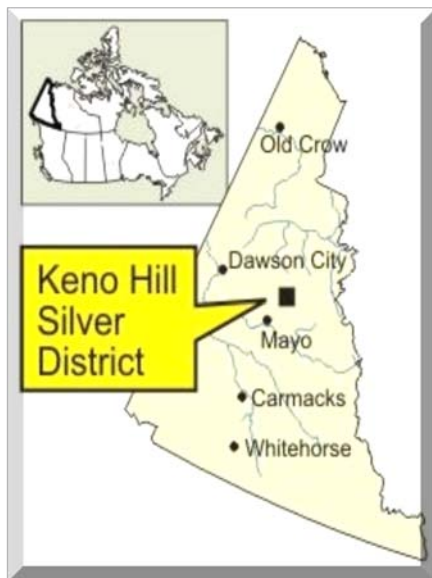 Old Crow
Dawson City
Keno Hill
Silver
District
Mayo
Carmacks
Whitehorse